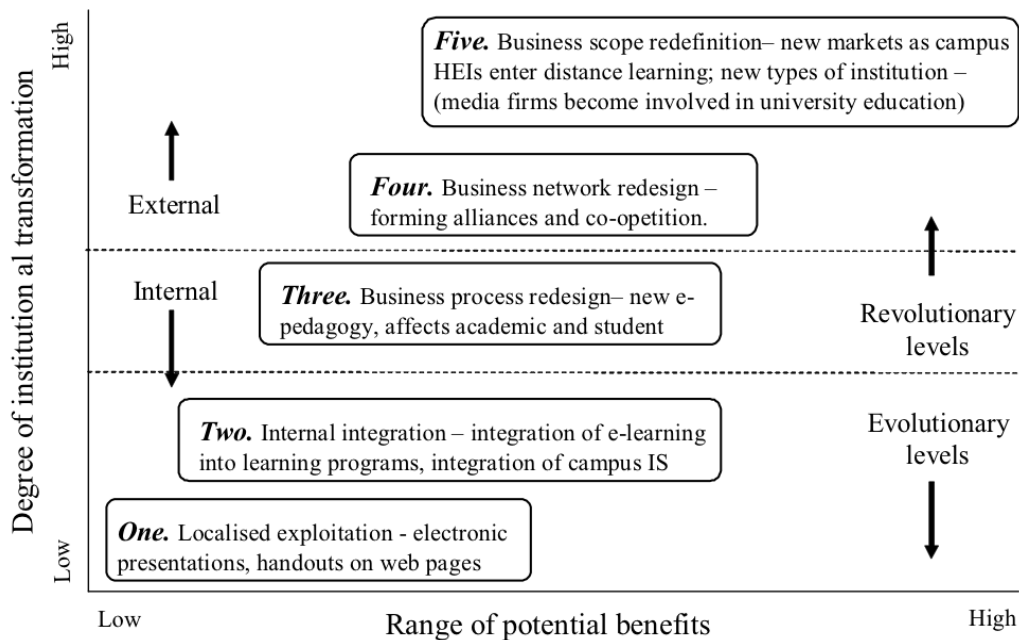 High
Five. Business scope redefinition– new markets as campus
HEIs enter distance learning; new types of institution –
(media firms become involved in university education)
Degree of institution al transformation
Four. Business network redesign –
forming alliances and co-opetition.
External
Internal
Three. Business process redesign– new e-
pedagogy, affects academic and student
Revolutionary
levels
Two. Internal integration – integration of e-learning
into learning programs, integration of campus IS
Evolutionary
levels
One. Localised exploitation - electronic
presentations, handouts on web pages
Low
Low
Range of potential benefits
High